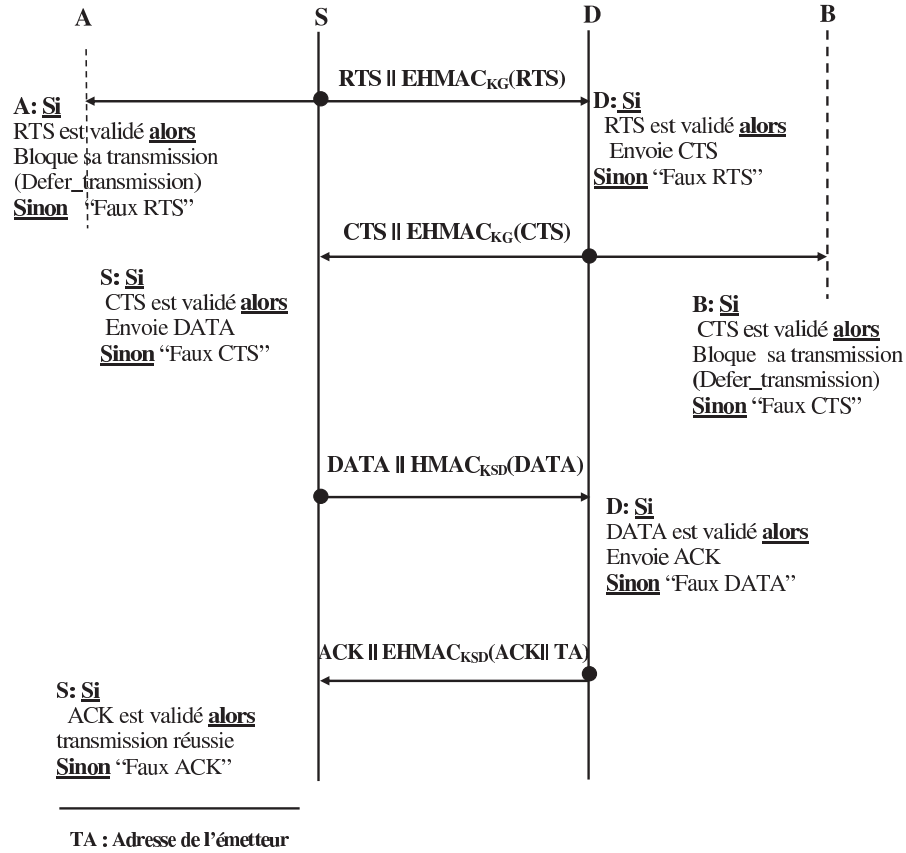 A S D B
RTS || EHMAC_KG(RTS)
A: Si
RTS est validé alors
Bloque sa transmission
(Defer_transmission)
Sinon “Faux RTS”
D: Si
RTS est validé alors
Envoie CTS
Sinon “Faux RTS”
CTS || EHMAC_KG(CTS)
S: Si
CTS est validé alors
Envoie DATA
Sinon “Faux CTS”
B: Si
CTS est validé alors
Bloque sa transmission
(Defer_transmission)
Sinon “Faux CTS”
DATA || HMAC_KSD(DATA)
D: Si
DATA est validé alors
Envoie ACK
Sinon “Faux DATA”
ACK || EHMAC_KSD(ACK|| TA)
S: Si
ACK est validé alors
transmission réussie
Sinon “Faux ACK”
TA : Adresse de l’émetteur